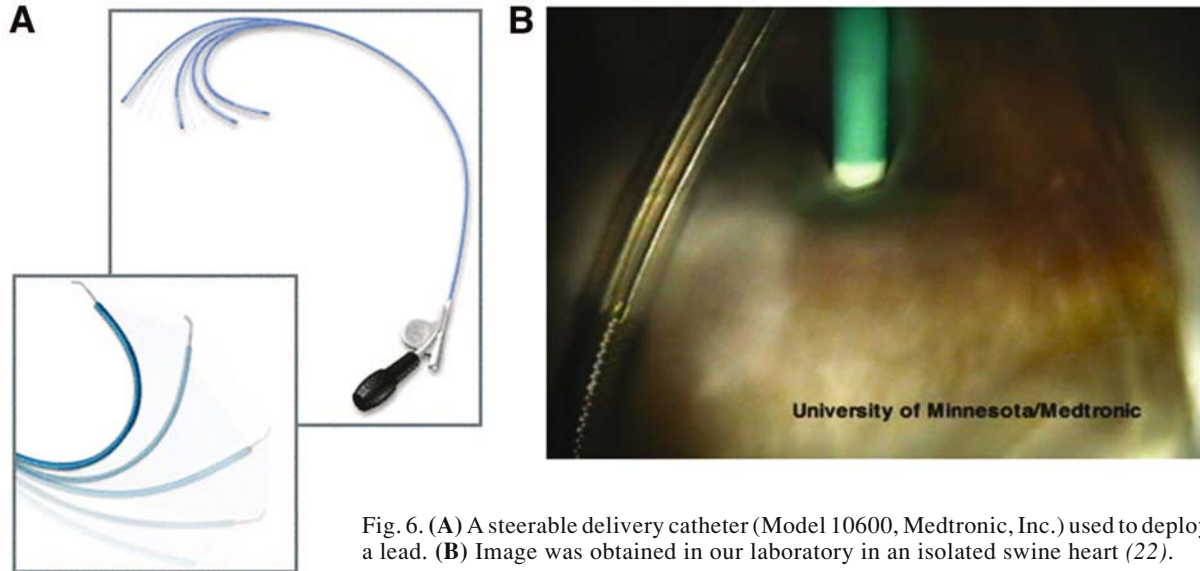 A
B
University of Minnesota/Medtronic
Fig. 6. (A) A steerable delivery catheter (Model 10600, Medtronic, Inc.) used to deploy
a lead. (B) Image was obtained in our laboratory in an isolated swine heart (22).